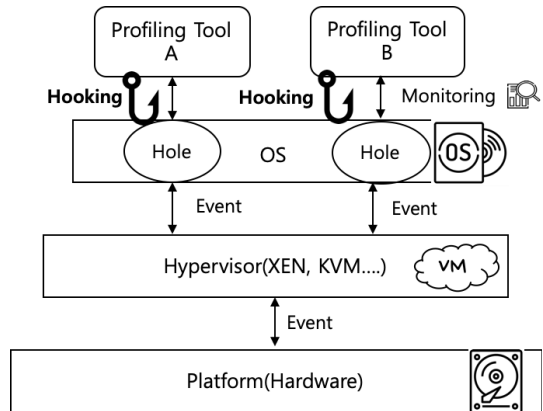 Profiling Tool
A
Profiling Tool
B
Hooking
Hooking
Monitoring
Hole
OS
Hole
OS
Event
Event
Hypervisor(XEN, KVM....)
VM
Event
Platform(Hardware)